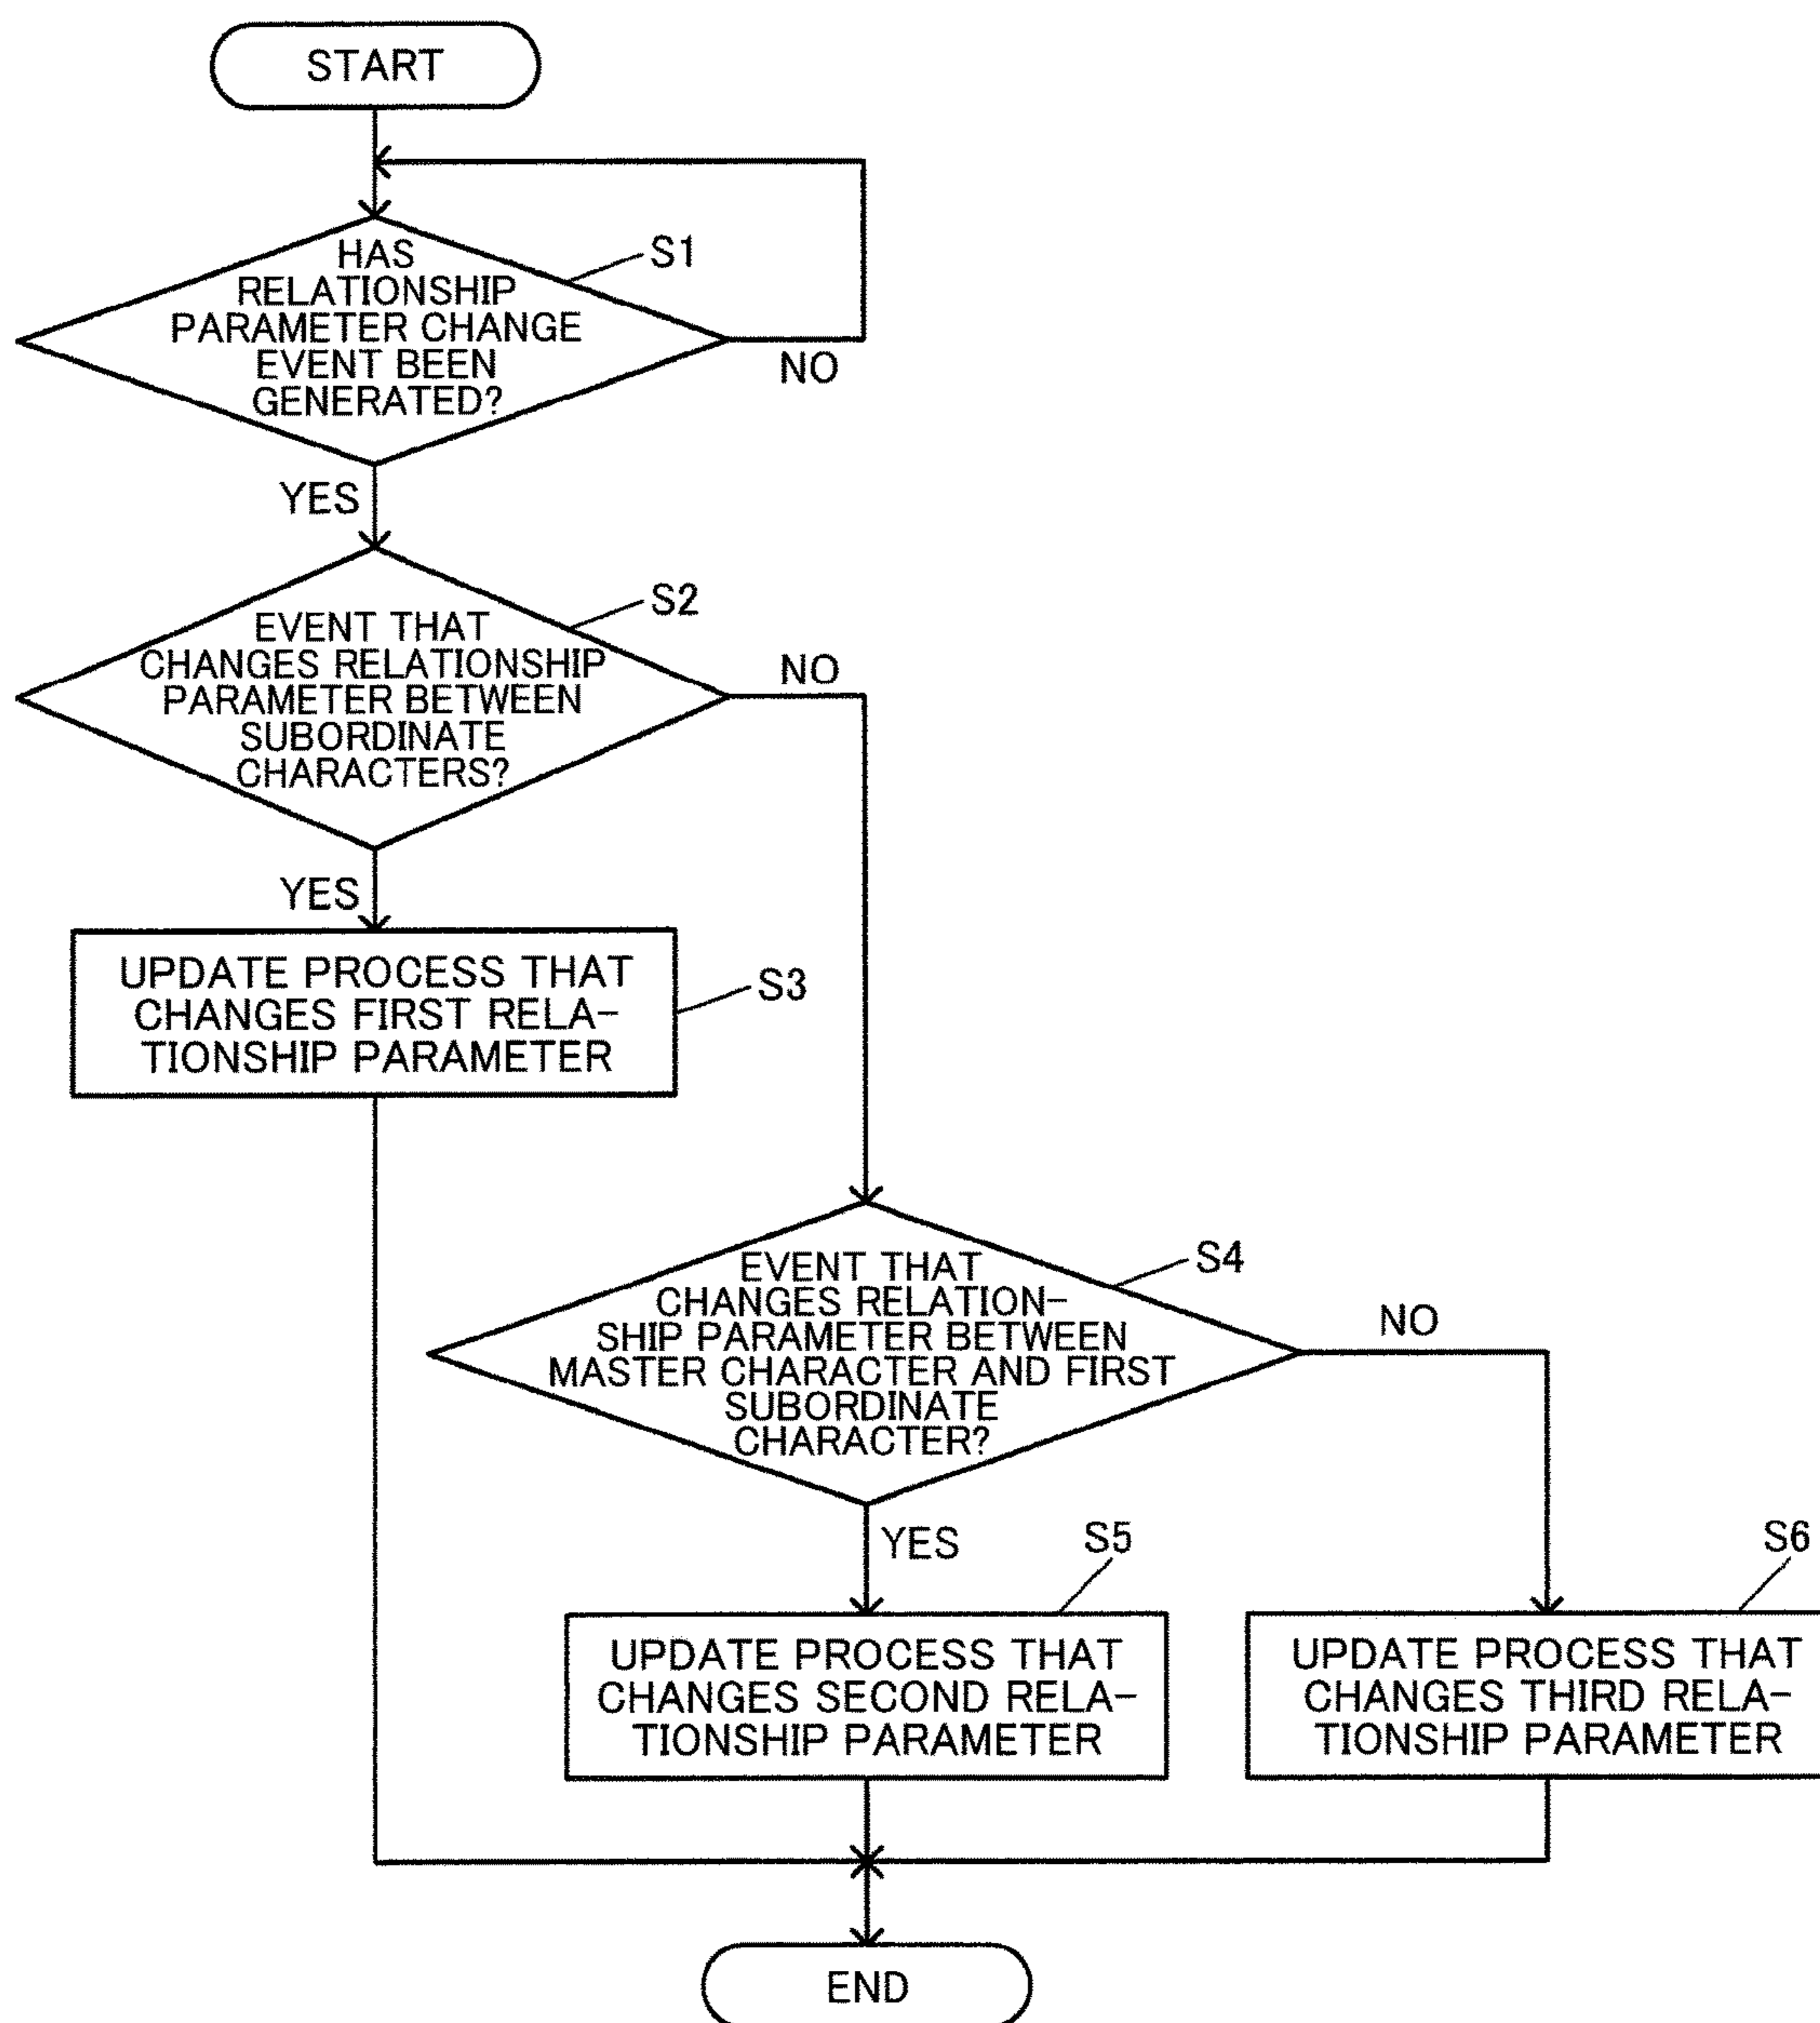 START
HAS
RELATIONSHIP
PARAMETER CHANGE
EVENT BEEN
GENERATED?
S1
NO
YES
EVENT THAT
CHANGES RELATIONSHIP
PARAMETER BETWEEN
SUBORDINATE
CHARACTERS?
S2
NO
YES
UPDATE PROCESS THAT
CHANGES FIRST RELA-
TIONSHIP PARAMETER
S3
EVENT THAT
CHANGES RELATION-
SHIP PARAMETER BETWEEN
MASTER CHARACTER AND FIRST
SUBORDINATE
CHARACTER?
S4
NO
YES
S5
UPDATE PROCESS THAT
CHANGES SECOND RELA-
TIONSHIP PARAMETER
S6
UPDATE PROCESS THAT
CHANGES THIRD RELA-
TIONSHIP PARAMETER
END